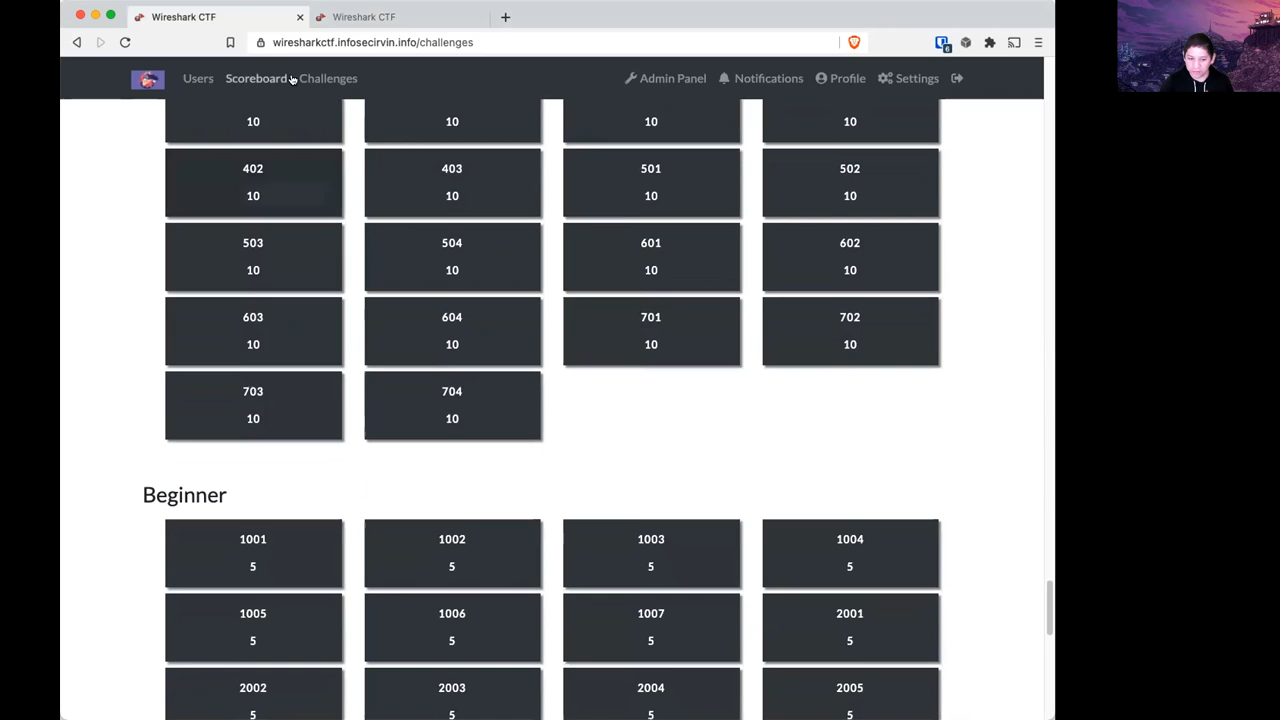 Wireshark CTF
Wireshark CTF
wiresharkctf.infosecirvin.info/challenges
6
Users Scoreboard Challenges Admin Panel Notifications Profile Settings
10 10 10 10
402 403 501 502
10 10 10 10
503 504 601 602
10 10 10 10
603 604 701 702
10 10 10 10
703 704
10 10
Beginner
1001 1002 1003 1004
5 5 5 5
1005 1006 1007 2001
5 5 5 5
2002 2003 2004 2005
5 5 5 5